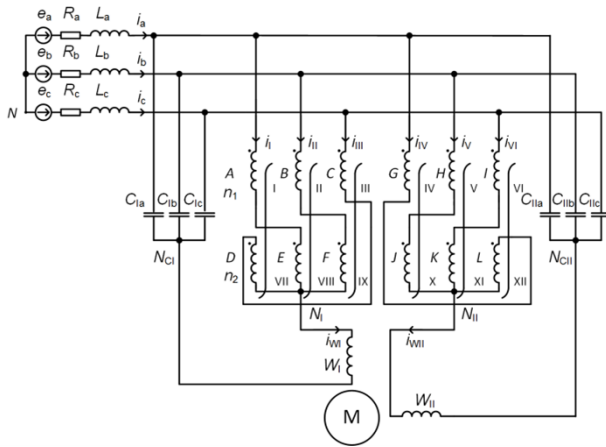 ea Ra La ia
eb Rb Lb ib
N ec Rc Lc ic
iI iII iIII iIV iV iVI
A B C G H I
n1 I II III IV V VI
CIa CIb CIc CIIa CIIb CIIc
NCI NCII
D E F J K L
n2 VII VIII IX X XI XII
NI NII
iWI iWII
WI WII
M